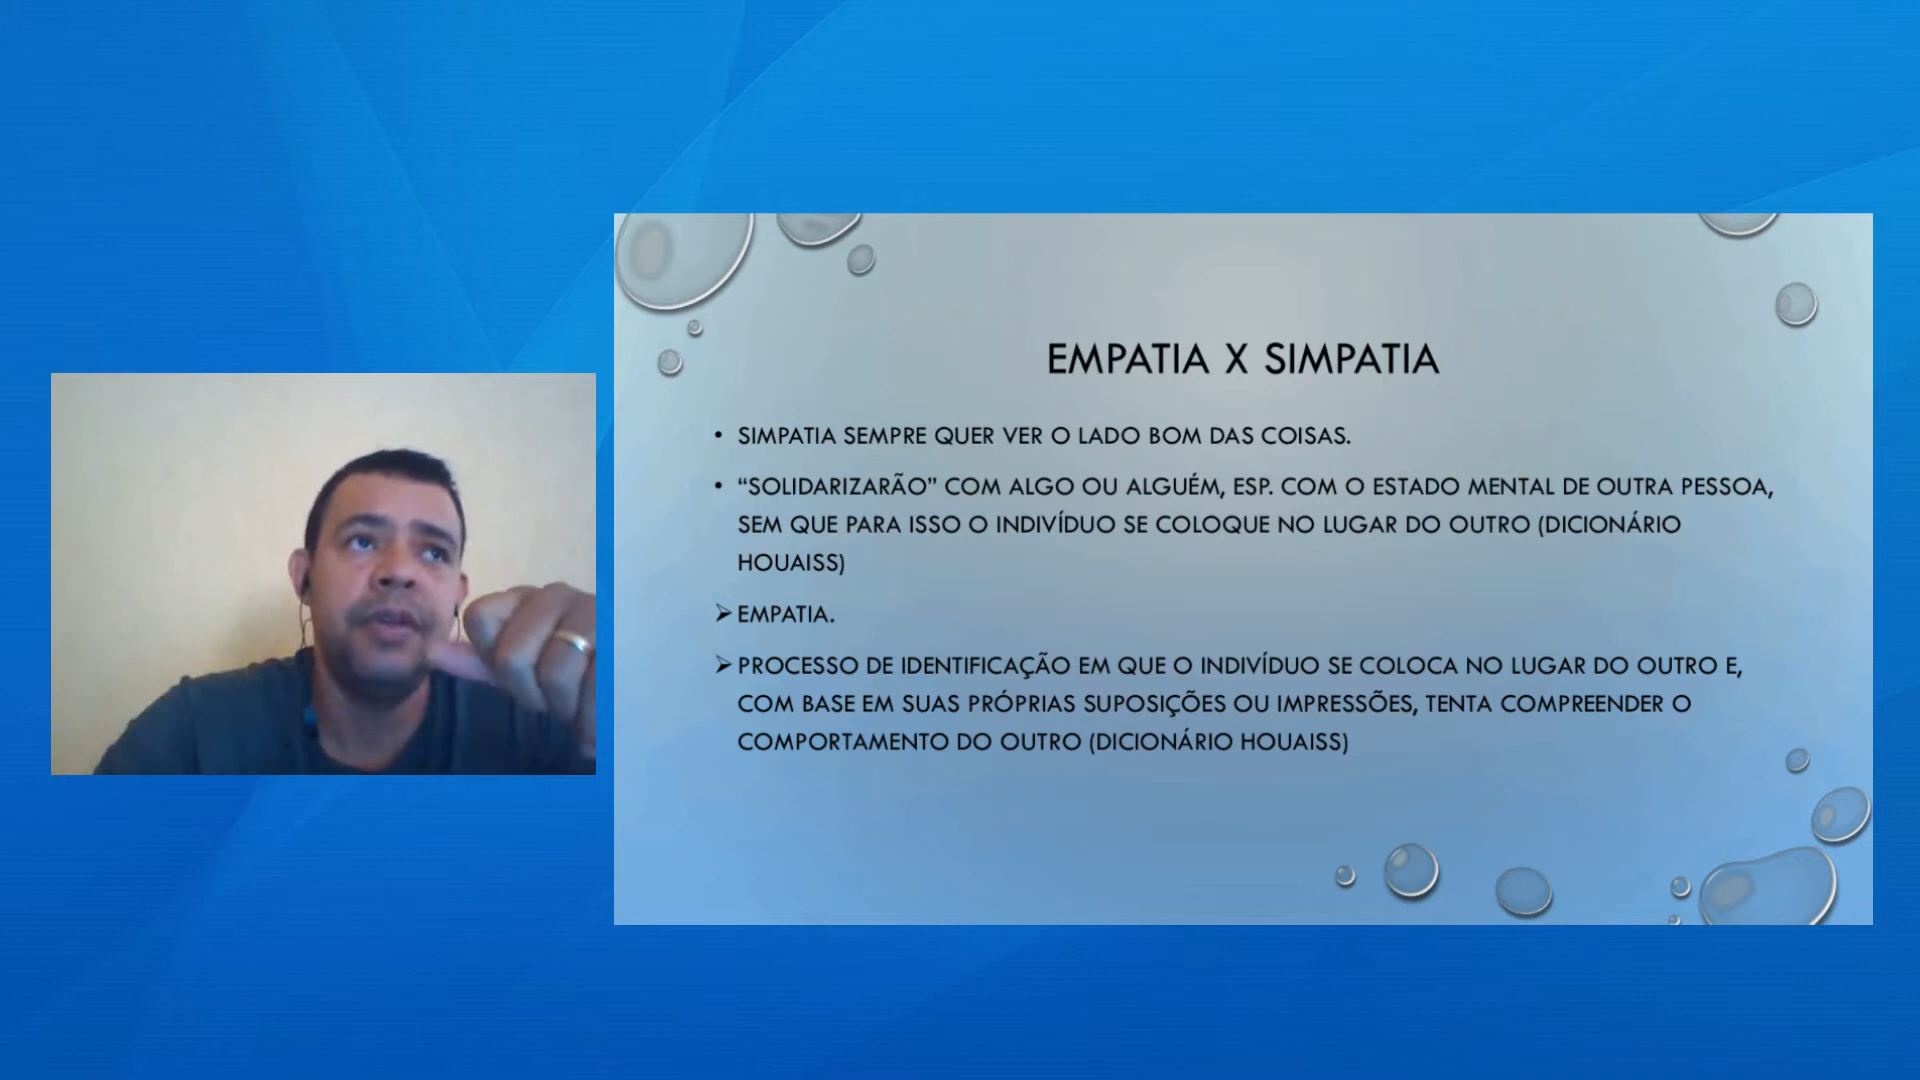 EMPATIA X SIMPATIA
• SIMPATIA SEMPRE QUER VER O LADO BOM DAS COISAS.
• “SOLIDARIZARÃO” COM ALGO OU ALGUÉM, ESP. COM O ESTADO MENTAL DE OUTRA PESSOA,
SEM QUE PARA ISSO O INDIVÍDUO SE COLOQUE NO LUGAR DO OUTRO (DICIONÁRIO
HOUAISS)
➢ EMPATIA.
➢ PROCESSO DE IDENTIFICAÇÃO EM QUE O INDIVÍDUO SE COLOCA NO LUGAR DO OUTRO E,
COM BASE EM SUAS PRÓPRIAS SUPOSIÇÕES OU IMPRESSÕES, TENTA COMPREENDER O
COMPORTAMENTO DO OUTRO (DICIONÁRIO HOUAISS)